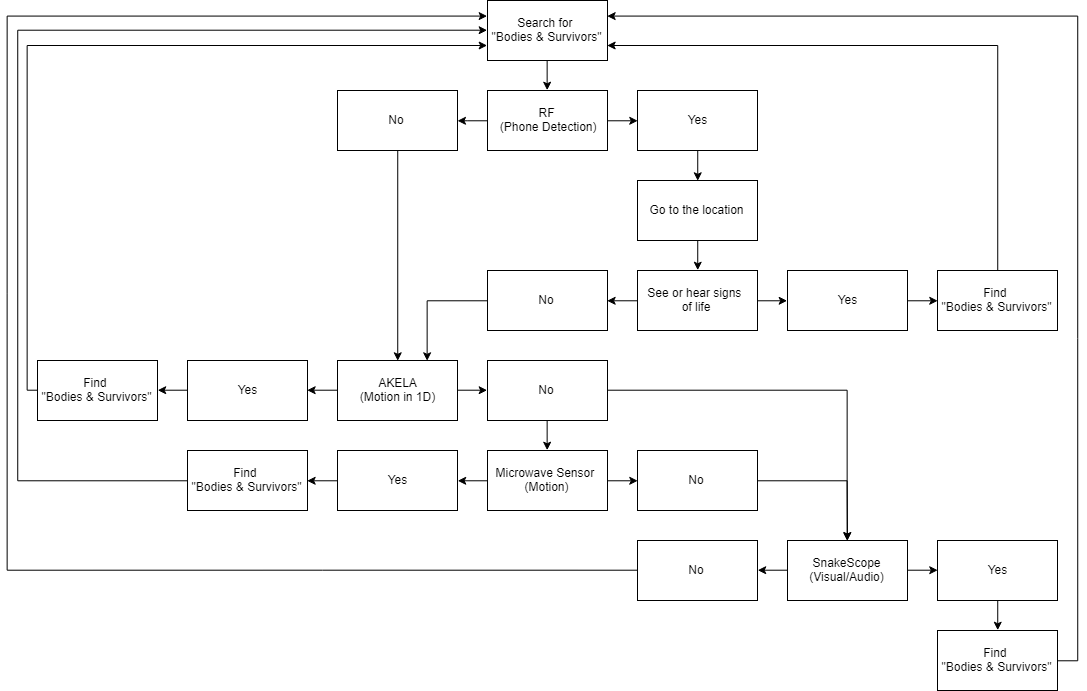 Search for
"Bodies & Survivors"
No
RF
(Phone Detection)
Yes
Go to the location
No
See or hear signs
of life
Yes
Find
"Bodies & Survivors"
Find
"Bodies & Survivors"
Yes
AKELA
(Motion in 1D)
No
Find
"Bodies & Survivors"
Yes
Microwave Sensor
(Motion)
No
No
SnakeScope
(Visual/Audio)
Yes
Find
"Bodies & Survivors"